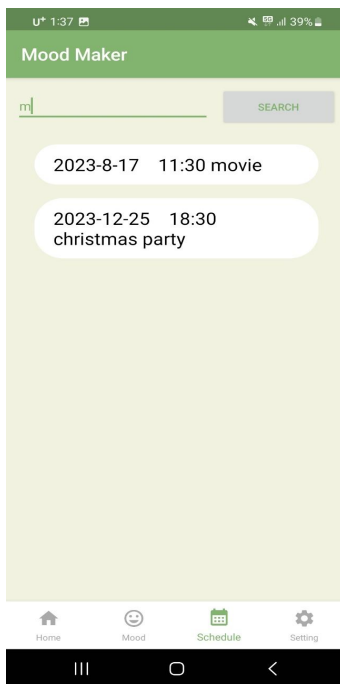 U+ 1:37 39%
Mood Maker
m SEARCH
2023-8-17 11:30 movie
2023-12-25 18:30
christmas party
Home Mood Schedule Setting